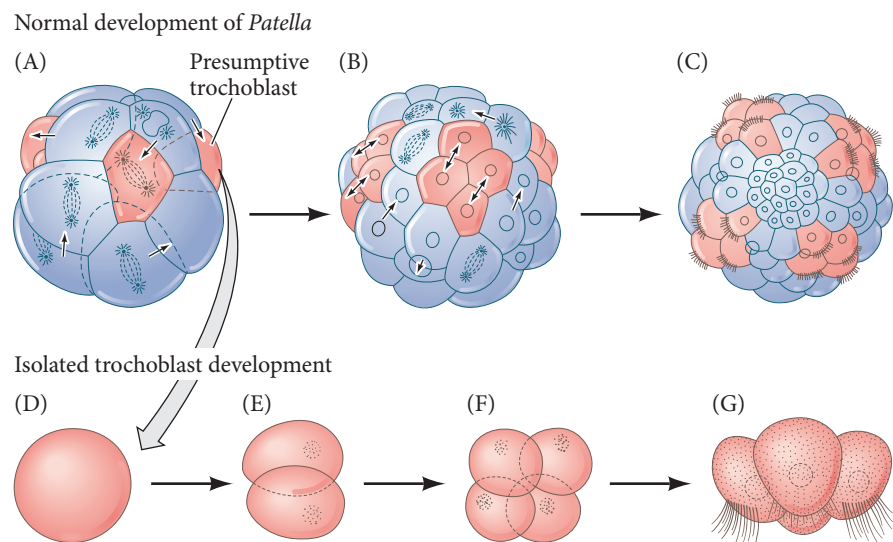 Normal development of Patella
(A)
Presumptive
trochoblast
(B)
(C)
Isolated trochoblast development
(D)
(E)
(F)
(G)